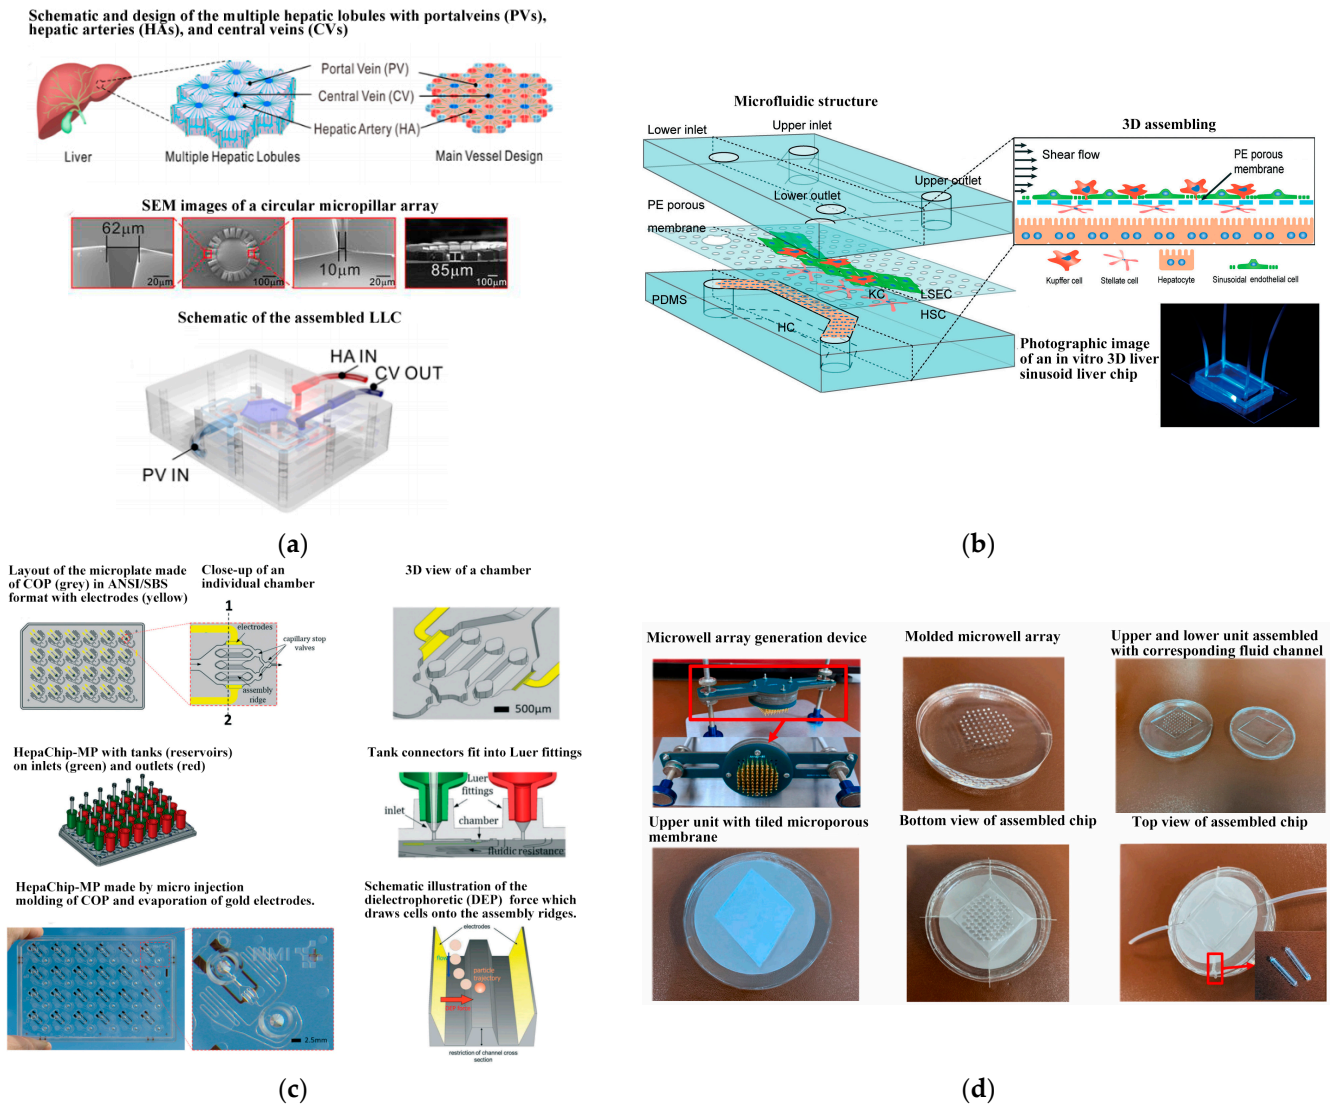 Schematic and design of the multiple hepatic lobules with portalveins (PVs),
hepatic arteries (HAs), and central veins (CVs)
Portal Vein (PV)
Central Vein (CV)
Hepatic Artery (HA)
Liver
Multiple Hepatic Lobules
Main Vessel Design
SEM images of a circular micropillar array
62μm
20μm
100μm
10μm
20μm
85μm
100μm
Schematic of the assembled LLC
HA IN
CV OUT
PV IN
(a)
Microfluidic structure
Lower inlet
Upper inlet
Upper outlet
Lower outlet
PE porous
membrane
PDMS
HC
KC
LSEC
HSC
3D assembling
Shear flow
PE porous
membrane
Kupffer cell
Stellate cell
Hepatocyte
Sinusoidal endothelial cell
Photographic image
of an in vitro 3D liver
sinusoid liver chip
(b)
Layout of the microplate made
of COP (grey) in ANSI/SBS
format with electrodes (yellow)
Close-up of an
individual chamber
1
electrodes
capillary stop
valves
assembly
ridge
2
3D view of a chamber
500μm
HepaChip-MP with tanks (reservoirs)
on inlets (green) and outlets (red)
Tank connectors fit into Luer fittings
Luer
fittings
inlet
chamber
fluidic resistance
HepaChip-MP made by micro injection
molding of COP and evaporation of gold electrodes.
2.5mm
Schematic illustration of the
dielectrophoretic (DEP) force which
draws cells onto the assembly ridges.
electrodes
flow
particle
trajectory
restriction of channel cross
section
(c)
Microwell array generation device
Molded microwell array
Upper and lower unit assembled
with corresponding fluid channel
Upper unit with tiled microporous
membrane
Bottom view of assembled chip
Top view of assembled chip
(d)